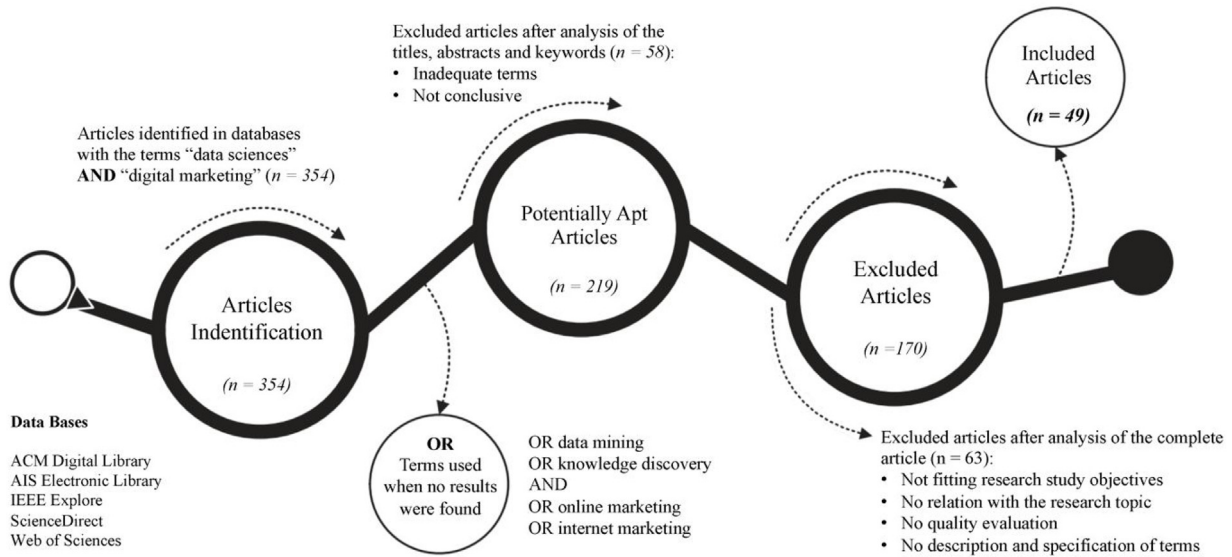 Articles identified in databases
with the terms “data sciences”
AND “digital marketing” (n = 354)
Articles
Indentification
(n = 354)
Data Bases
ACM Digital Library
AIS Electronic Library
IEEE Explore
ScienceDirect
Web of Sciences
Excluded articles after analysis of the
titles, abstracts and keywords (n = 58):
• Inadequate terms
• Not conclusive
Potentially Apt
Articles
(n = 219)
OR
Terms used
when no results
were found
OR data mining
OR knowledge discovery
AND
OR online marketing
OR internet marketing
Excluded
Articles
(n =170)
Excluded articles after analysis of the complete
article (n = 63):
• Not fitting research study objectives
• No relation with the research topic
• No quality evaluation
• No description and specification of terms
Included
Articles
(n = 49)